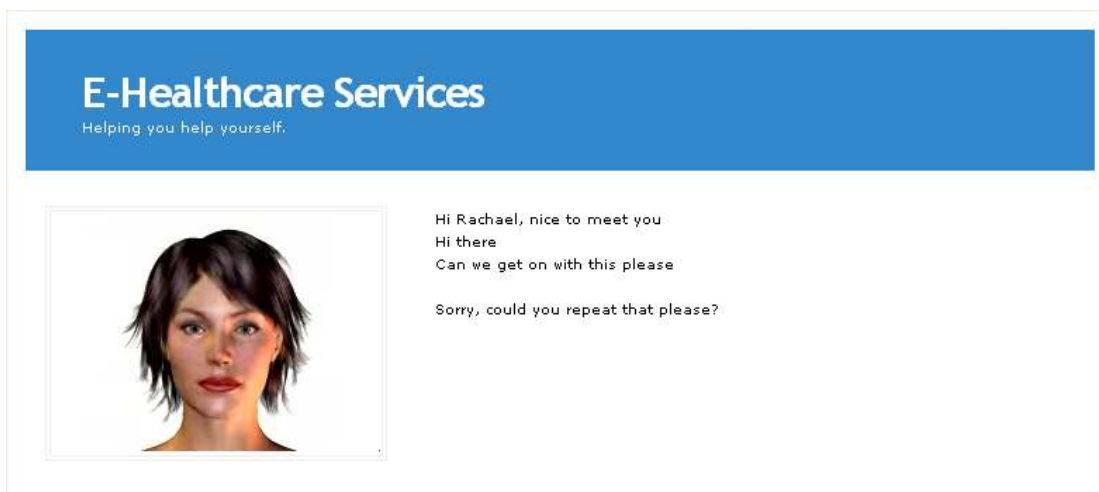 E-Healthcare Services
Helping you help yourself.
Hi Rachael, nice to meet you
Hi there
Can we get on with this please
Sorry, could you repeat that please?